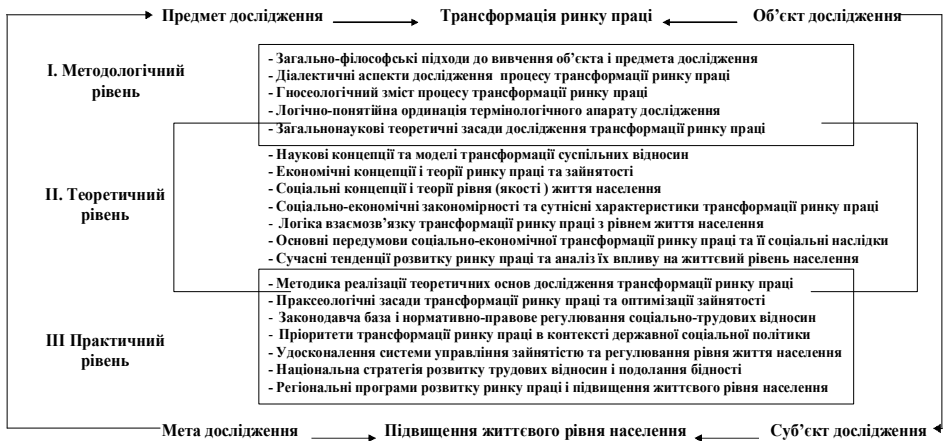 Предмет дослідження Трансформація ринку праці Об’єкт дослідження
І. Методологічний рівень
- Загально-філософські підходи до вивчення об’єкта і предмета дослідження
- Діалектичні аспекти дослідження процесу трансформації ринку праці
- Гносеологічний зміст процесу трансформації ринку праці
- Логічно-понятійна ординація термінологічного апарату дослідження
- Загальнонаукові теоретичні засади дослідження трансформації ринку праці
ІІ. Теоретичний рівень
- Наукові концепції та моделі трансформації суспільних відносин
- Економічні концепції і теорії ринку праці та зайнятості
- Соціальні концепції і теорії рівня (якості ) життя населення
- Соціально-економічні закономірності та сутнісні характеристики трансформації ринку праці
- Логіка взаємозв’язку трансформації ринку праці з рівнем життя населення
- Основні передумови соціально-економічної трансформації ринку праці та її соціальні наслідки
- Сучасні тенденції розвитку ринку праці та аналіз їх впливу на життєвий рівень населення
ІІІ Практичний рівень
- Методика реалізації теоретичних основ дослідження трансформації ринку праці
- Праксеологічні засади трансформації ринку праці та оптимізації зайнятості
- Законодавча база і нормативно-правове регулювання соціально-трудових відносин
- Пріоритети трансформації ринку праці в контексті державної соціальної політики
- Удосконалення системи управління зайнятістю та регулювання рівня життя населення
- Національна стратегія розвитку трудових відносин і подолання бідності
- Регіональні програми розвитку ринку праці і підвищення життєвого рівня населення
Мета дослідження Підвищення життєвого рівня населення Суб’єкт дослідження